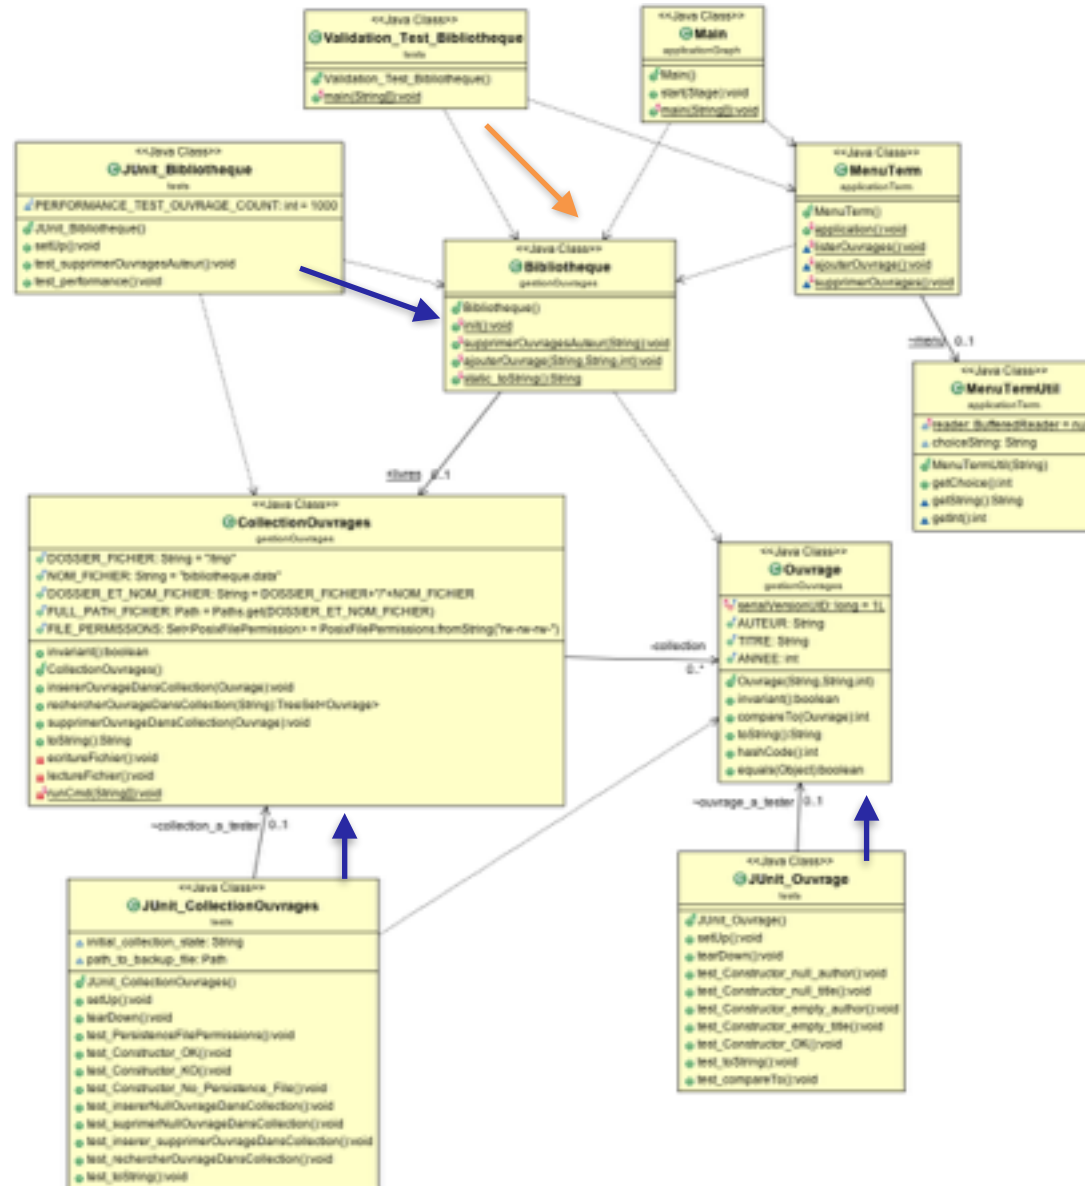 <<Java Class>>
Validation_Test_Bibliotheque
tests
Validation_Test_Bibliotheque()
main(String[]):void
<<Java Class>>
Main
applicationGraph
Main()
start(Stage):void
main(String[]):void
<<Java Class>>
JUnit_Bibliotheque
tests
PERFORMANCE_TEST_OUVRAGE_COUNT: int = 1000
JUnit_Bibliotheque()
setUp():void
test_supprimerOuvragesAuteur():void
test_performance():void
<<Java Class>>
MenuTerm
applicationTerm
MenuTerm()
application():void
listerOuvrages():void
ajouterOuvrage():void
supprimerOuvrages():void
<<Java Class>>
Bibliotheque
gestionOuvrages
Bibliotheque()
init():void
supprimerOuvragesAuteur(String):void
ajouterOuvrage(String,String,int):void
static_toString():String
~menu 0..1
<<Java Class>>
MenuTermUtil
applicationTerm
reader: BufferedReader = nu
choiceString: String
MenuTermUtil(String)
getChoice():int
getString():String
getInt():int
0..1
<<Java Class>>
CollectionOuvrages
gestionOuvrages
DOSSIER_FICHIER: String = "/tmp"
NOM_FICHIER: String = "bibliotheque.data"
DOSSIER_ET_NOM_FICHIER: String = DOSSIER_FICHIER+"/"+NOM_FICHIER
FULL_PATH_FICHIER: Path = Paths.get(DOSSIER_ET_NOM_FICHIER)
FILE_PERMISSIONS: Set<PosixFilePermission> = PosixFilePermissions.fromString("rw-rw-rw-")
invariant():boolean
CollectionOuvrages()
insererOuvrageDansCollection(Ouvrage):void
rechercherOuvrageDansCollection(String):TreeSet<Ouvrage>
supprimerOuvrageDansCollection(Ouvrage):void
toString():String
ecritureFichier():void
lectureFichier():void
runCmd(String[]):void
-collection
0..*
<<Java Class>>
Ouvrage
gestionOuvrages
serialVersionUID: long = 1L
AUTEUR: String
TITRE: String
ANNEE: int
Ouvrage(String,String,int)
invariant():boolean
compareTo(Ouvrage):int
toString():String
hashCode():int
equals(Object):boolean
~collection_a_tester 0..1
~ouvrage_a_tester 0..1
<<Java Class>>
JUnit_CollectionOuvrages
tests
initial_collection_state: String
path_to_backup_file: Path
JUnit_CollectionOuvrages()
setUp():void
tearDown():void
test_PersistenceFilePermissions():void
test_Constructor_OK():void
test_Constructor_KO():void
test_Constructor_No_Persistence_File():void
test_insererNullOuvrageDansCollection():void
test_suprimerNullOuvrageDansCollection():void
test_inserer_supprimerOuvrageDansCollection():void
test_rechercherOuvrageDansCollection():void
test_toString():void
<<Java Class>>
JUnit_Ouvrage
tests
JUnit_Ouvrage()
setUp():void
tearDown():void
test_Constructor_null_author():void
test_Constructor_null_title():void
test_Constructor_empty_author():void
test_Constructor_empty_title():void
test_Constructor_OK():void
test_toString():void
test_compareTo():void